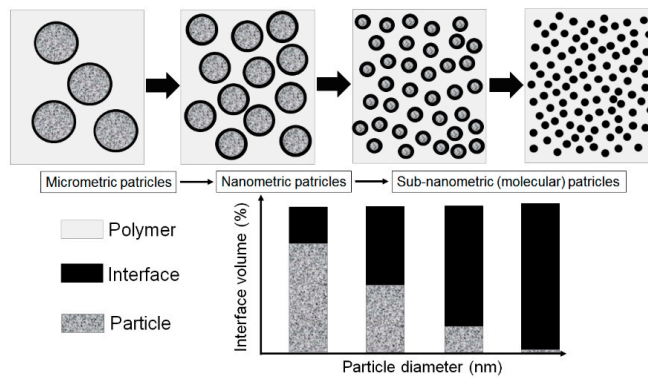 Micrometric patricles
Nanometric patricles
Sub-nanometric (molecular) patricles
Polymer
Interface
Particle
Interface volume (%)
Particle diameter (nm)